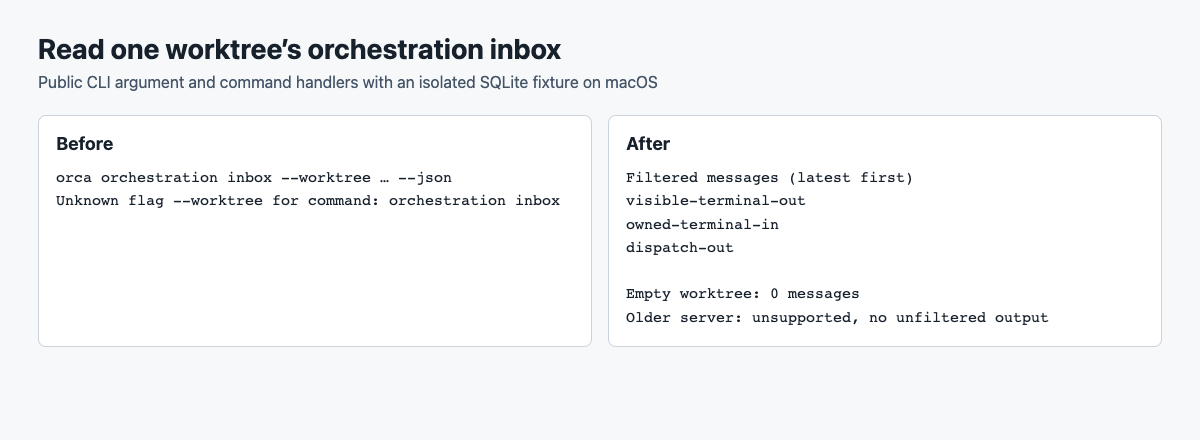 Read one worktree’s orchestration inbox
Public CLI argument and command handlers with an isolated SQLite fixture on macOS
Before
orca orchestration inbox --worktree … --json
Unknown flag --worktree for command: orchestration inbox
After
Filtered messages (latest first)
visible-terminal-out
owned-terminal-in
dispatch-out
Empty worktree: 0 messages
Older server: unsupported, no unfiltered output